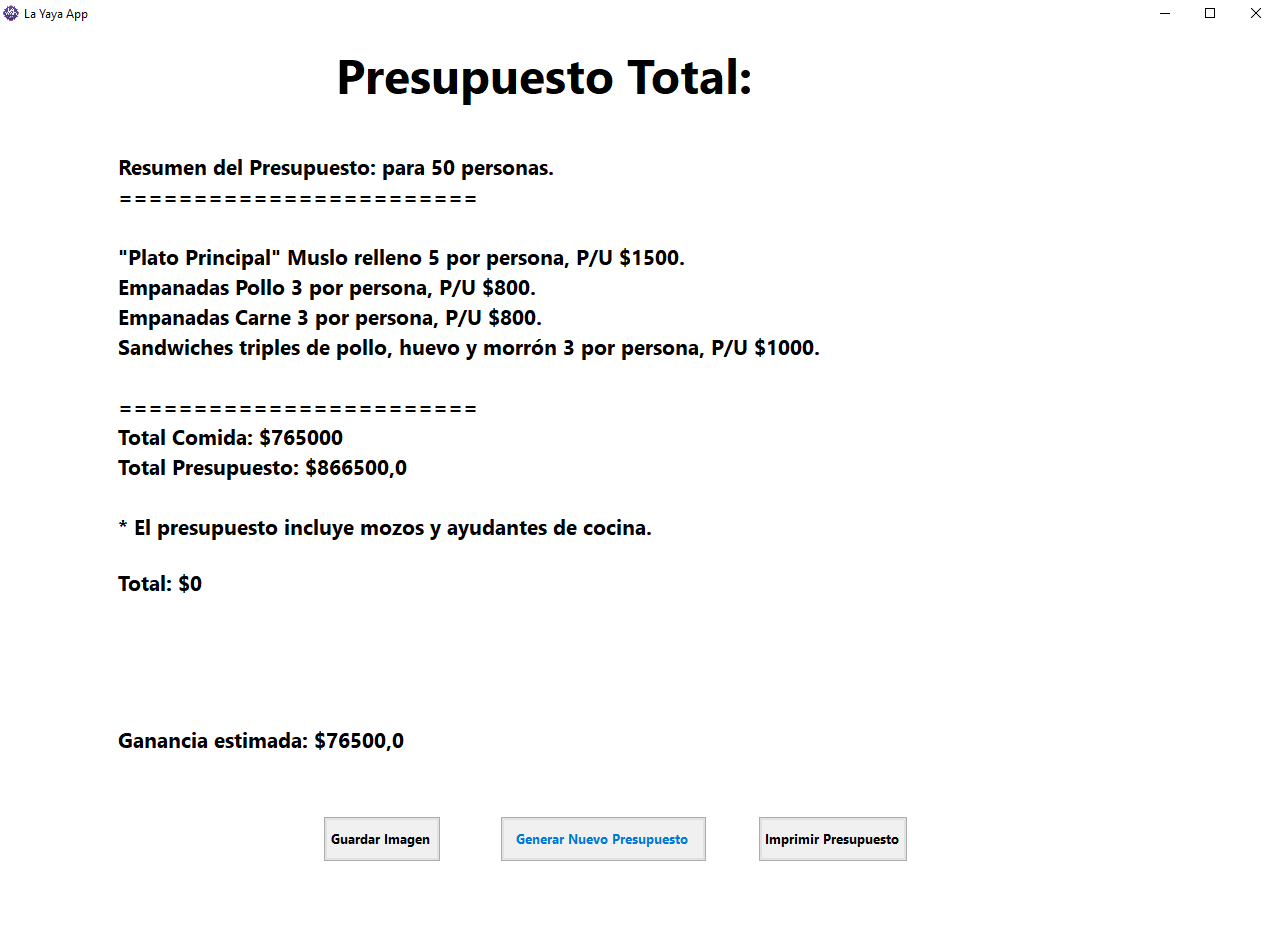 La Yaya App
Presupuesto Total:
Resumen del Presupuesto: para 50 personas.
========================
"Plato Principal" Muslo relleno 5 por persona, P/U $1500.
Empanadas Pollo 3 por persona, P/U $800.
Empanadas Carne 3 por persona, P/U $800.
Sandwiches triples de pollo, huevo y morrón 3 por persona, P/U $1000.
========================
Total Comida: $765000
Total Presupuesto: $866500,0
* El presupuesto incluye mozos y ayudantes de cocina.
Total: $0
Ganancia estimada: $76500,0
Guardar Imagen
Generar Nuevo Presupuesto
Imprimir Presupuesto